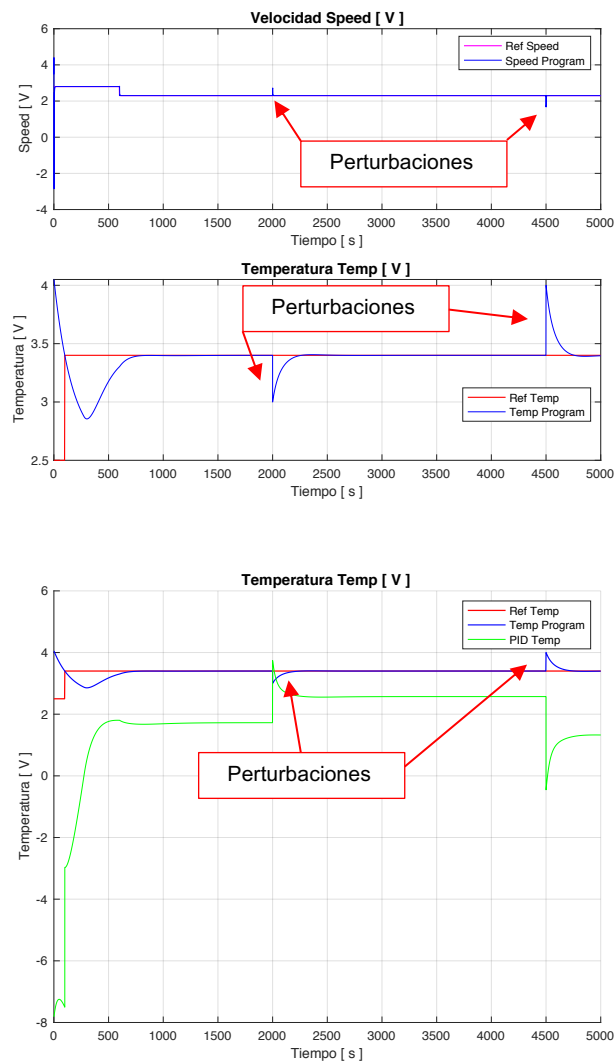 Velocidad Speed [ V ]
6
4
2
0
-2
-4
Speed [ V ]
Ref Speed
Speed Program
Perturbaciones
0 500 1000 1500 2000 2500 3000 3500 4000 4500 5000
Tiempo [ s ]
Temperatura Temp [ V ]
4
3.5
3
2.5
Temperatura [ V ]
Perturbaciones
Ref Temp
Temp Program
0 500 1000 1500 2000 2500 3000 3500 4000 4500 5000
Tiempo [ s ]
Temperatura Temp [ V ]
6
4
2
0
-2
-4
-6
-8
Temperatura [ V ]
Ref Temp
Temp Program
PID Temp
Perturbaciones
0 500 1000 1500 2000 2500 3000 3500 4000 4500 5000
Tiempo [ s ]